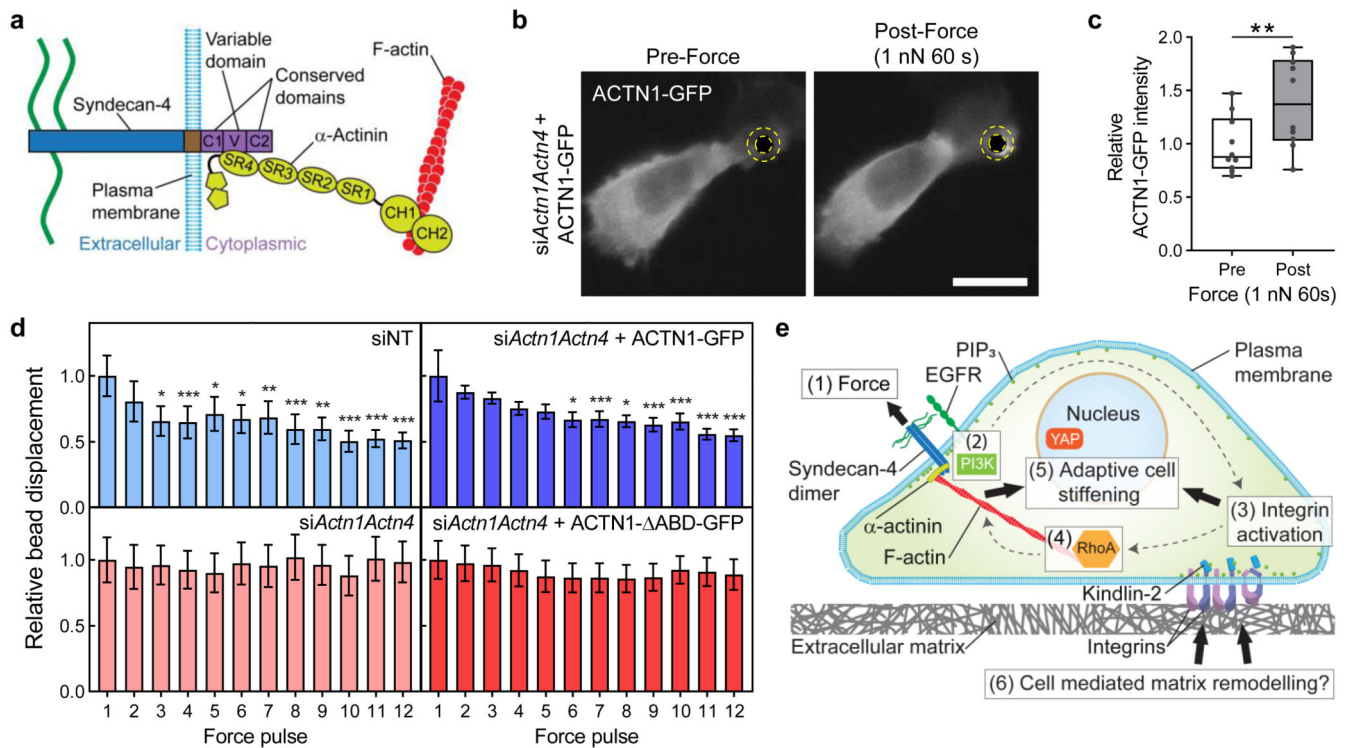 a
Variable
domain
F-actin
Conserved
domains
Syndecan-4
α-Actinin
C1 V C2
SR4 SR3 SR2 SR1
CH1
CH2
Plasma
membrane
Extracellular Cytoplasmic
b
Pre-Force
Post-Force
(1 nN 60 s)
siActn1Actn4 +
ACTN1-GFP
ACTN1-GFP
c
**
Relative
ACTN1-GFP intensity
2.0
1.5
1.0
0.5
0.0
Pre Post
Force (1 nN 60s)
d
Relative bead displacement
siNT
1.0
0.5
0.0
* *** * * ** *** ** *** *** ***
siActn1Actn4 + ACTN1-GFP
* *** * *** *** *** ***
siActn1Actn4
1.0
0.5
0.0
siActn1Actn4 + ACTN1-ΔABD-GFP
1 2 3 4 5 6 7 8 9 10 11 12
Force pulse
1 2 3 4 5 6 7 8 9 10 11 12
Force pulse
e
PIP₃
EGFR
Plasma
membrane
(1) Force
Nucleus
YAP
(2)
PI3K
Syndecan-4
dimer
(5) Adaptive cell
stiffening
(3) Integrin
activation
α-actinin
F-actin
(4) RhoA
Kindlin-2
Extracellular matrix
Integrins
(6) Cell mediated matrix remodelling?